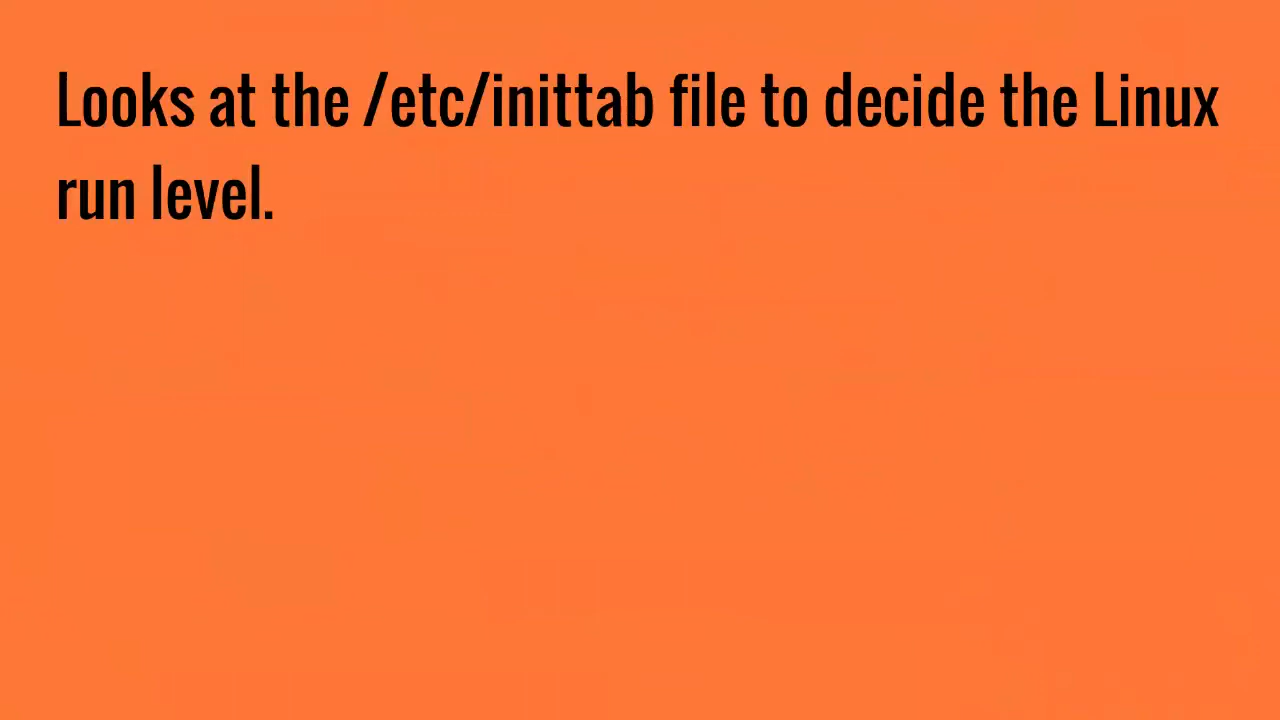 Looks at the /etc/inittab file to decide the Linux
run level.